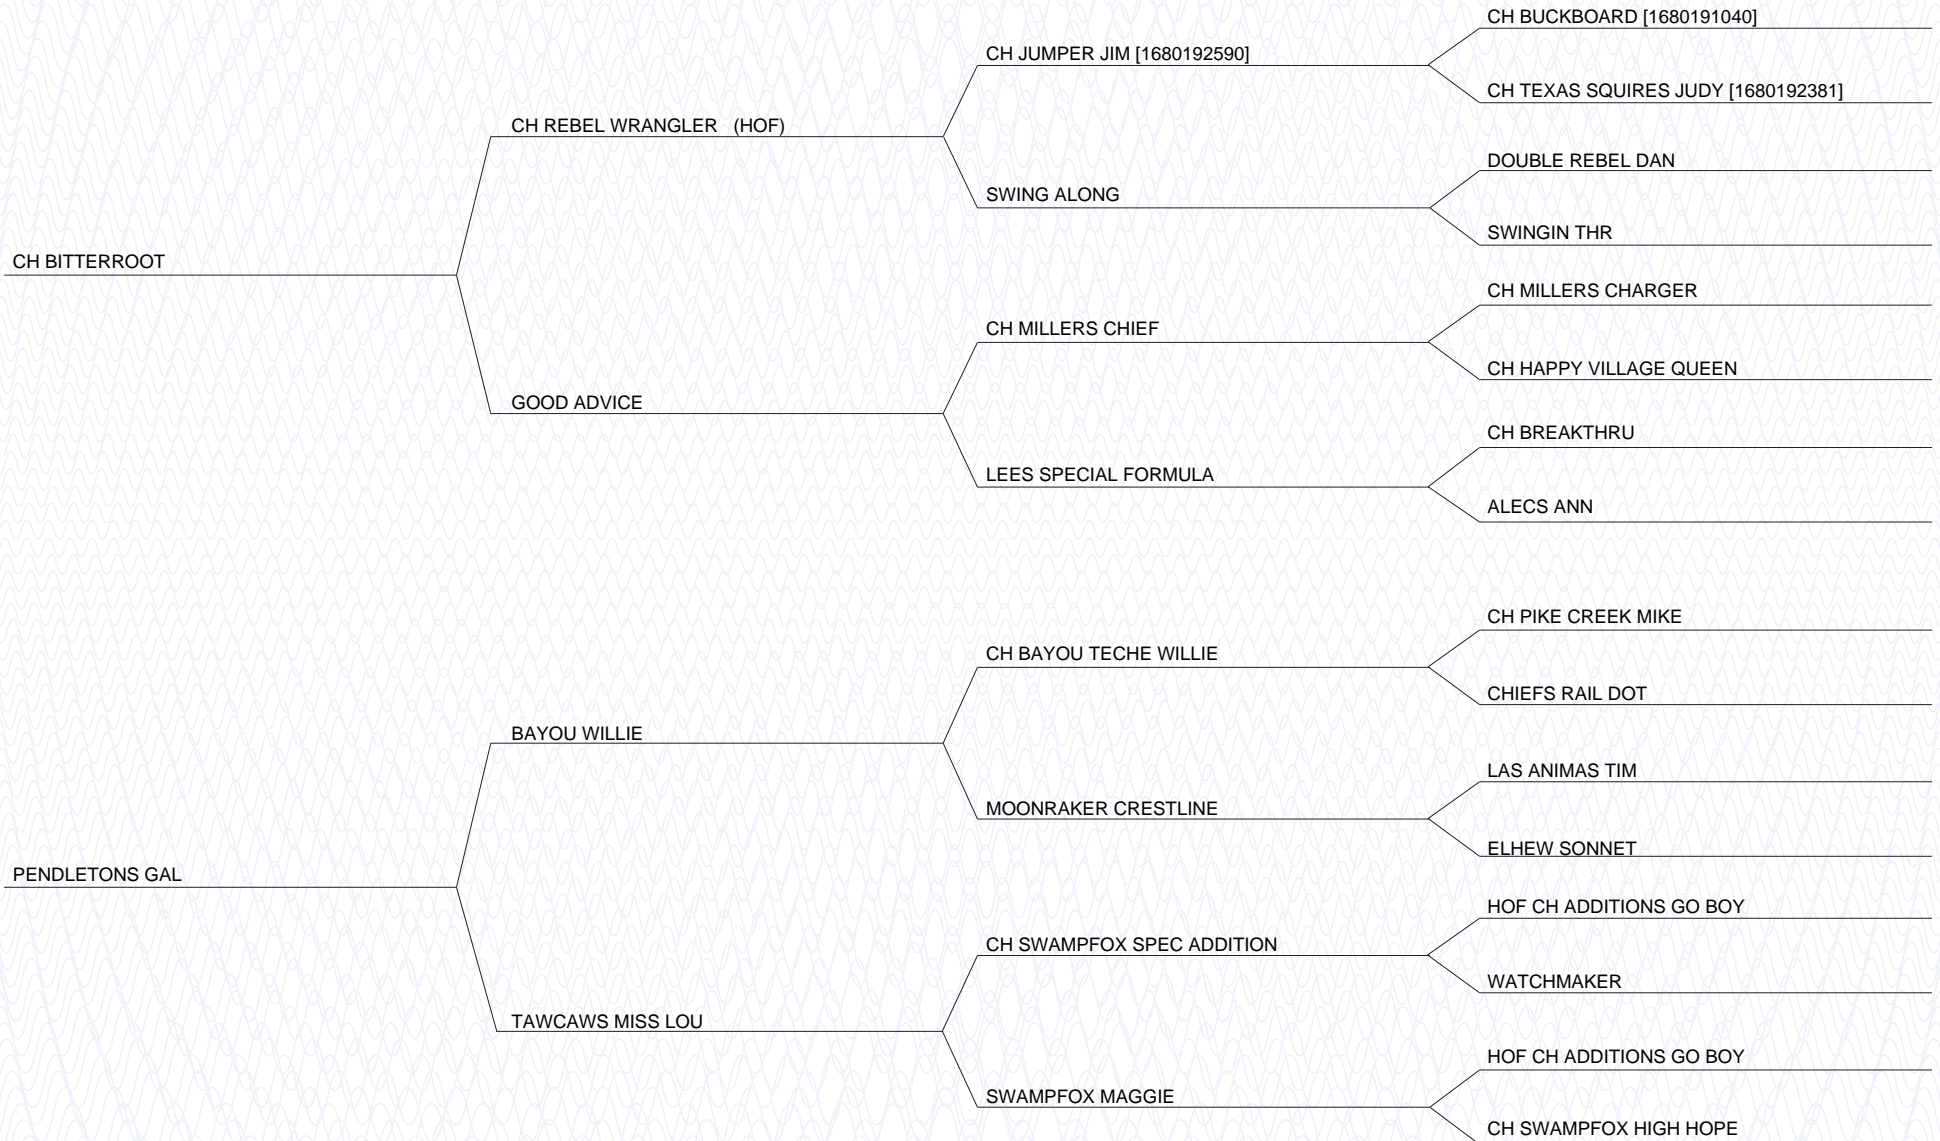 CH BUCKBOARD [1680191040]
CH JUMPER JIM [1680192590]
CH TEXAS SQUIRES JUDY [1680192381]
CH REBEL WRANGLER (HOF)
DOUBLE REBEL DAN
SWING ALONG
SWINGIN THR
CH BITTERROOT
CH MILLERS CHARGER
CH MILLERS CHIEF
CH HAPPY VILLAGE QUEEN
GOOD ADVICE
CH BREAKTHRU
LEES SPECIAL FORMULA
ALECS ANN
CH PIKE CREEK MIKE
CH BAYOU TECHE WILLIE
CHIEFS RAIL DOT
BAYOU WILLIE
LAS ANIMAS TIM
MOONRAKER CRESTLINE
ELHEW SONNET
PENDLETONS GAL
HOF CH ADDITIONS GO BOY
CH SWAMPFOX SPEC ADDITION
WATCHMAKER
TAWCAWS MISS LOU
HOF CH ADDITIONS GO BOY
SWAMPFOX MAGGIE
CH SWAMPFOX HIGH HOPE